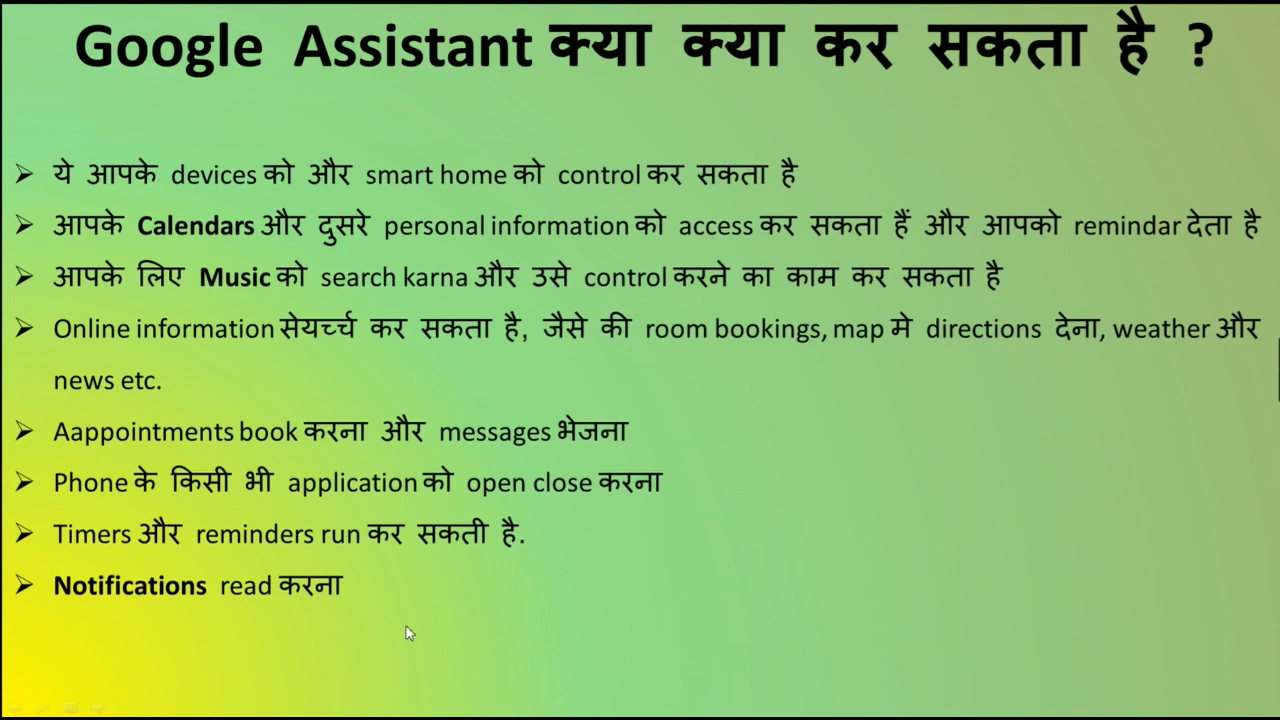 Google Assistant क्या क्या कर सकता है ?
➢ ये आपके devices को और smart home को control कर सकता है
➢ आपके Calendars और दुसरे personal information को access कर सकता हैं और आपको remindar देता है
➢ आपके लिए Music को search karna और उसे control करने का काम कर सकता है
➢ Online information सेयर्च्च कर सकता है, जैसे की room bookings, map मे directions देना, weather और
news etc.
➢ Aappointments book करना और messages भेजना
➢ Phone के किसी भी application को open close करना
➢ Timers और reminders run कर सकती है.
➢ Notifications read करना